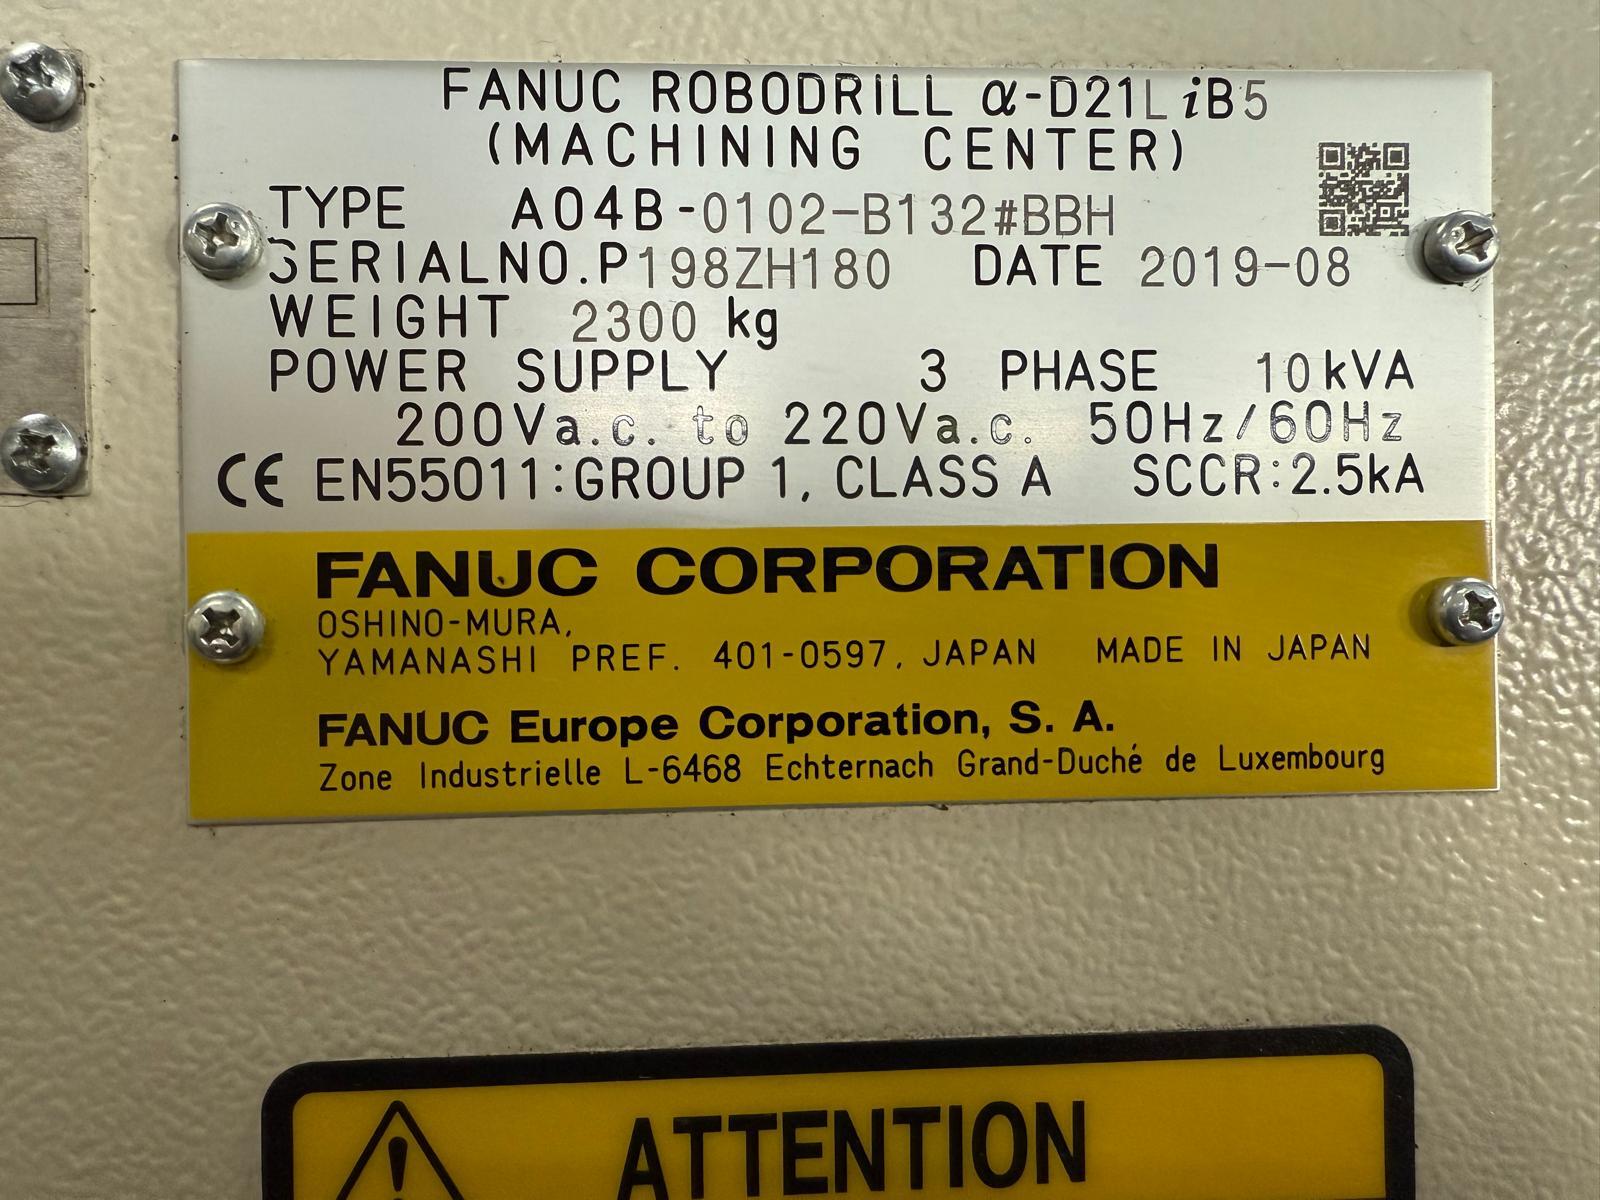 FANUC ROBODRILL α-D21LiB5
(MACHINING CENTER)
TYPE A04B-0102-B132#BBH
SERIAL NO. P198ZH180 DATE 2019-08
WEIGHT 2300 kg
POWER SUPPLY 3 PHASE 10kVA
200Va.c. to 220Va.c. 50Hz/60Hz
CE EN55011:GROUP 1, CLASS A SCCR:2.5kA
FANUC CORPORATION
OSHINO-MURA,
YAMANASHI PREF. 401-0597, JAPAN MADE IN JAPAN
FANUC Europe Corporation, S. A.
Zone Industrielle L-6468 Echternach Grand-Duché de Luxembourg
ATTENTION